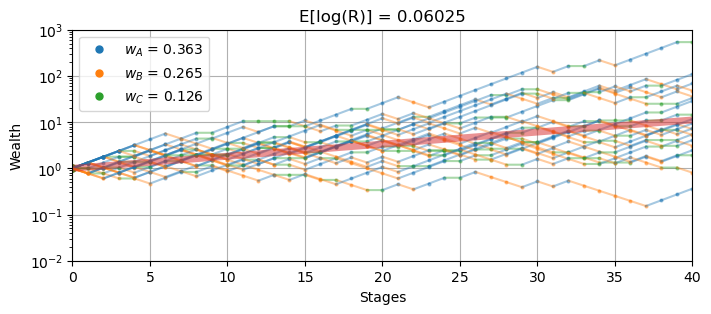 E[log(R)] = 0.06025
Wealth
10³
10²
10¹
10⁰
10⁻¹
10⁻²
w_A = 0.363
w_B = 0.265
w_C = 0.126
0 5 10 15 20 25 30 35 40
Stages